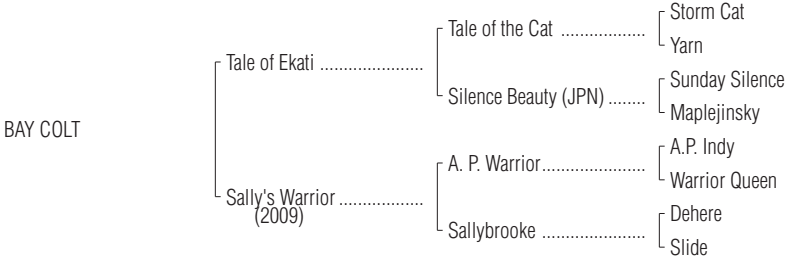 Storm Cat
Tale of the Cat ..................
Yarn
Tale of Ekati ......................
Sunday Silence
Silence Beauty (JPN) ........
Maplejinsky
BAY COLT
A.P. Indy
A. P. Warrior......................
Warrior Queen
Sally's Warrior ..................
(2009)
Dehere
Sallybrooke ......................
Slide